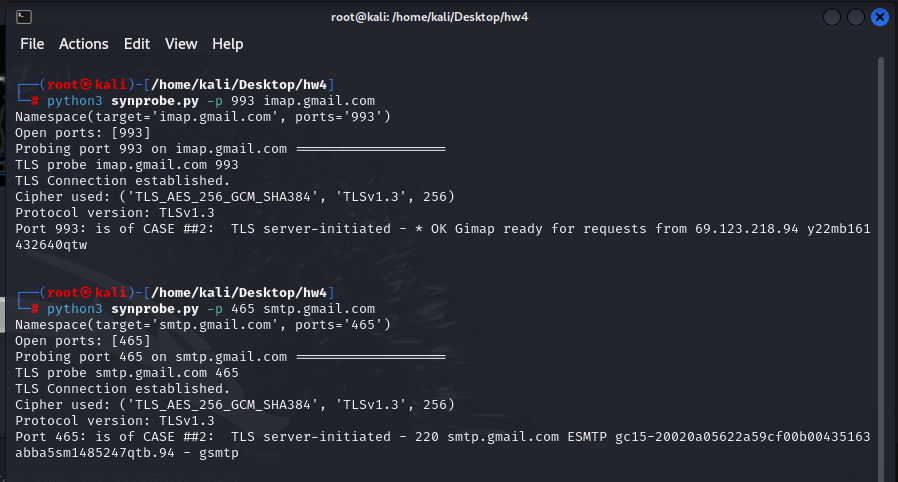 root@kali: /home/kali/Desktop/hw4
File Actions Edit View Help
┌──(root㉿kali)-[/home/kali/Desktop/hw4]
└─# python3 synprobe.py -p 993 imap.gmail.com
Namespace(target='imap.gmail.com', ports='993')
Open ports: [993]
Probing port 993 on imap.gmail.com ===================
TLS probe imap.gmail.com 993
TLS Connection established.
Cipher used: ('TLS_AES_256_GCM_SHA384', 'TLSv1.3', 256)
Protocol version: TLSv1.3
Port 993: is of CASE ##2:  TLS server-initiated - * OK Gimap ready for requests from 69.123.218.94 y22mb161
432640qtw
┌──(root㉿kali)-[/home/kali/Desktop/hw4]
└─# python3 synprobe.py -p 465 smtp.gmail.com
Namespace(target='smtp.gmail.com', ports='465')
Open ports: [465]
Probing port 465 on smtp.gmail.com ===================
TLS probe smtp.gmail.com 465
TLS Connection established.
Cipher used: ('TLS_AES_256_GCM_SHA384', 'TLSv1.3', 256)
Protocol version: TLSv1.3
Port 465: is of CASE ##2:  TLS server-initiated - 220 smtp.gmail.com ESMTP gc15-20020a05622a59cf00b00435163
abba5sm1485247qtb.94 - gsmtp